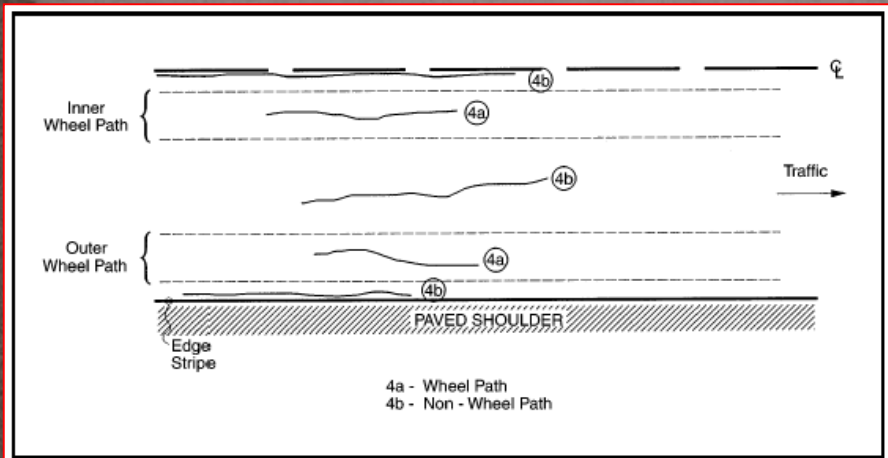 ℄
4b
Inner
Wheel Path
4a
Traffic
4b
Outer
Wheel Path
4a
4b
PAVED SHOULDER
Edge
Stripe
4a - Wheel Path
4b - Non - Wheel Path